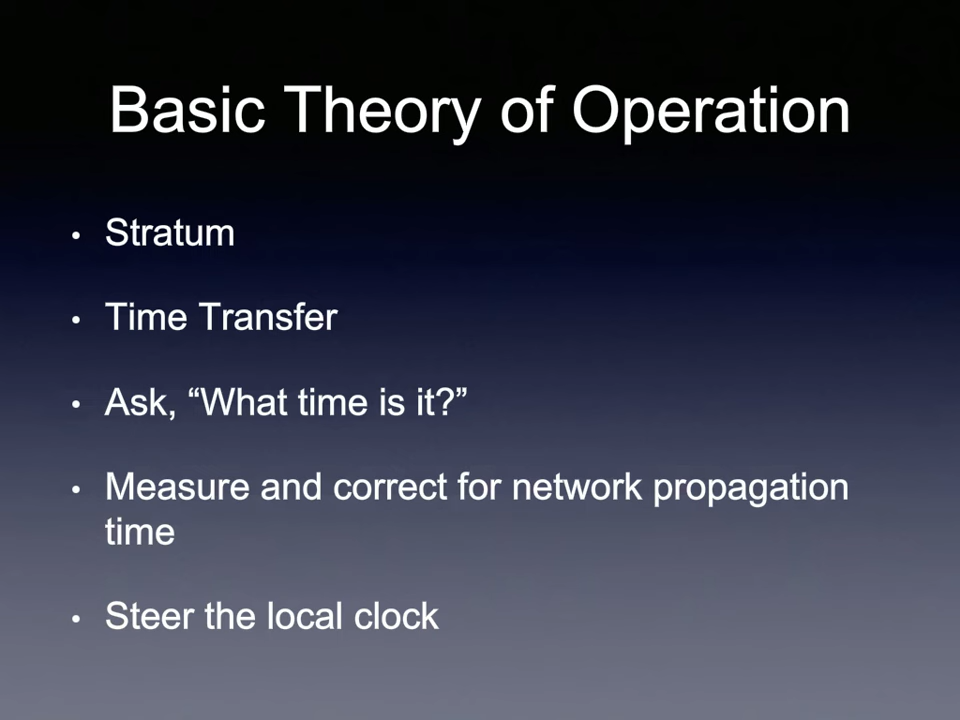 Basic Theory of Operation
• Stratum
• Time Transfer
• Ask, “What time is it?”
• Measure and correct for network propagation
time
• Steer the local clock